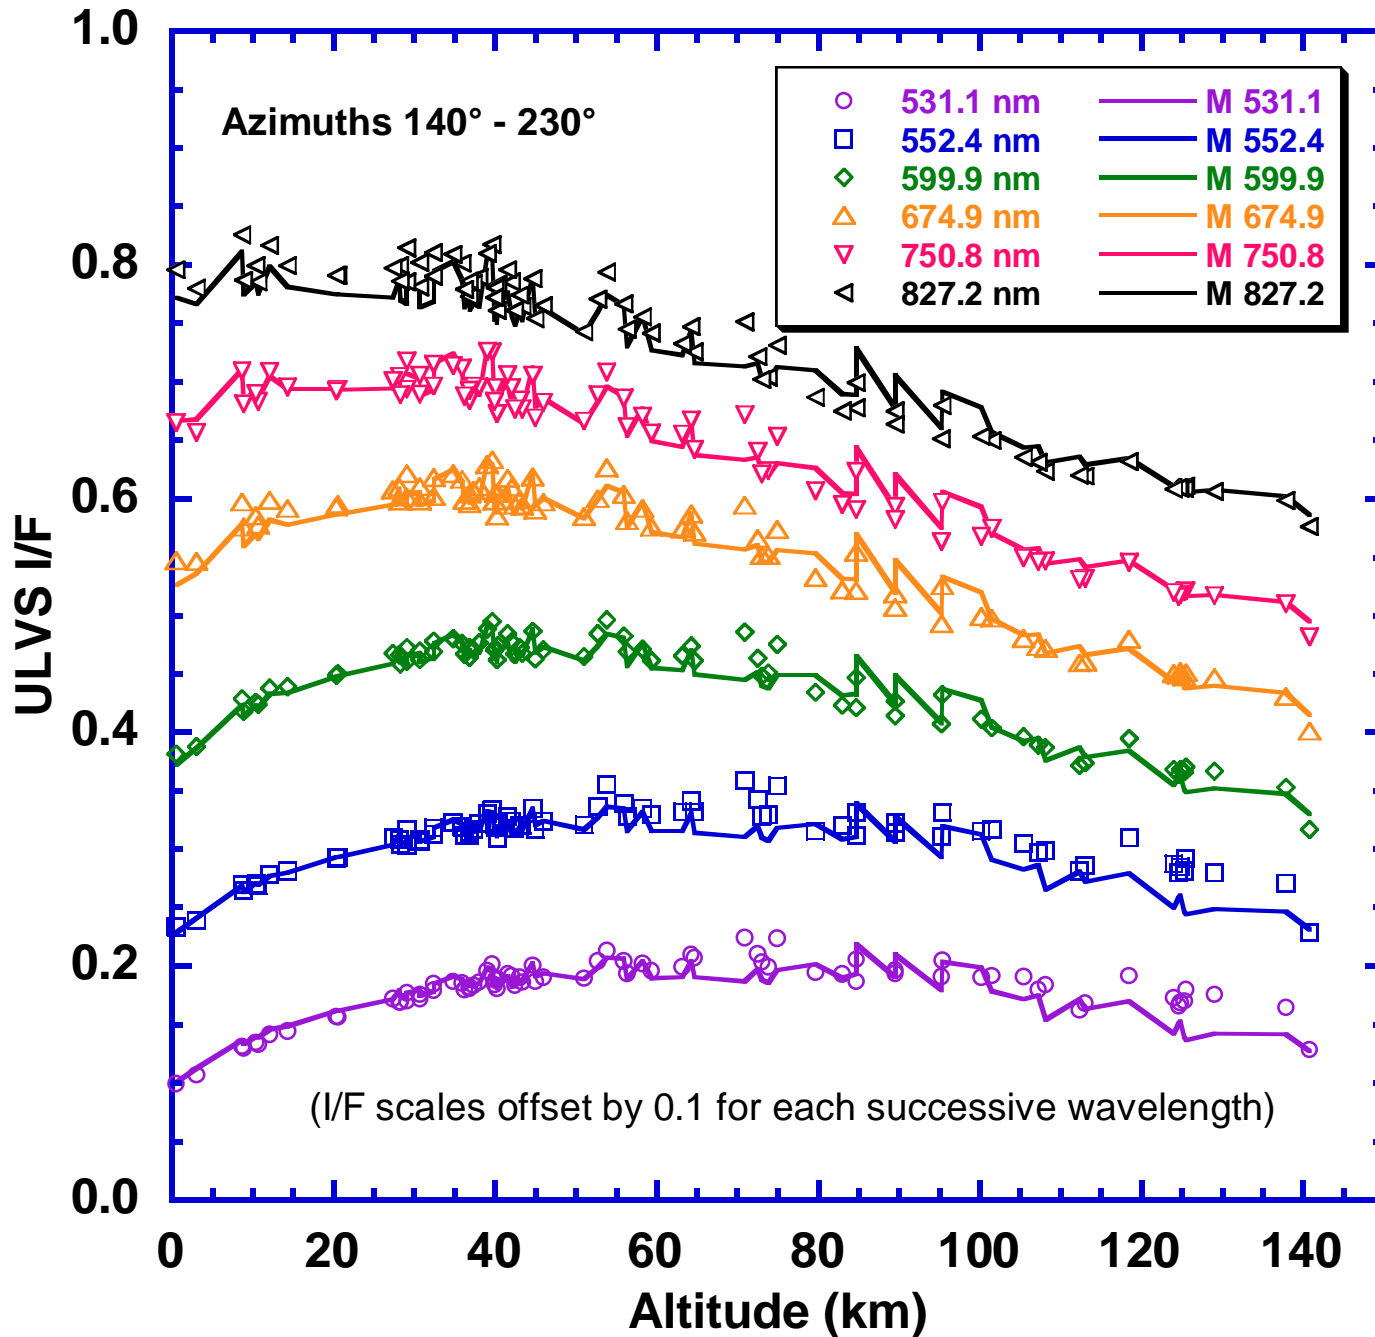 1.0
0.8
0.6
0.4
0.2
0.0
ULVS I/F
Azimuths 140° - 230°
531.1 nm M 531.1
552.4 nm M 552.4
599.9 nm M 599.9
674.9 nm M 674.9
750.8 nm M 750.8
827.2 nm M 827.2
(I/F scales offset by 0.1 for each successive wavelength)
0 20 40 60 80 100 120 140
Altitude (km)